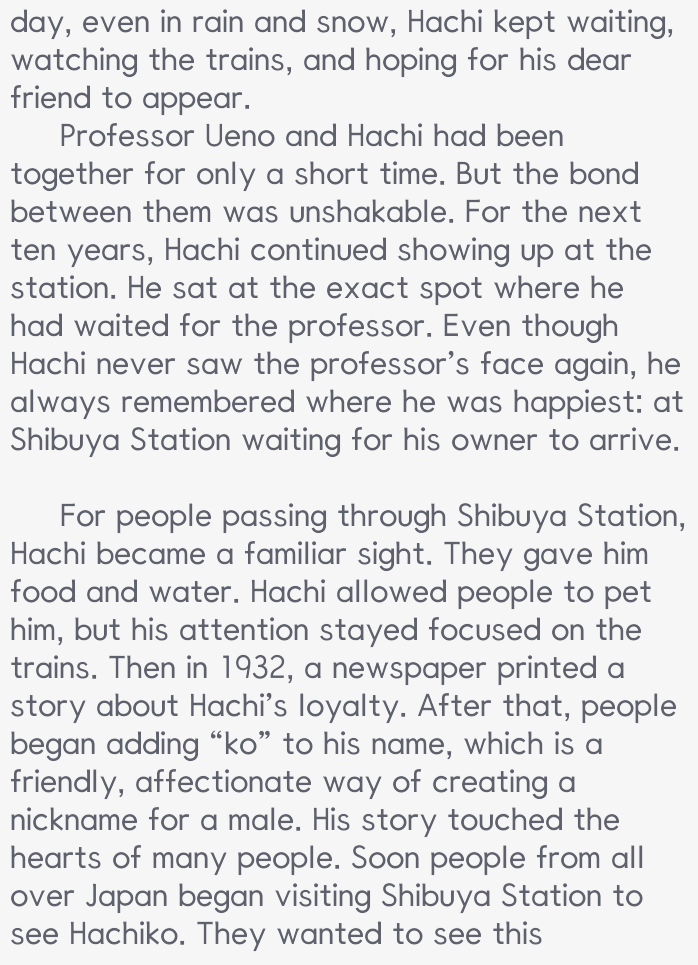 day, even in rain and snow, Hachi kept waiting,
watching the trains, and hoping for his dear
friend to appear.
Professor Ueno and Hachi had been
together for only a short time. But the bond
between them was unshakable. For the next
ten years, Hachi continued showing up at the
station. He sat at the exact spot where he
had waited for the professor. Even though
Hachi never saw the professor’s face again, he
always remembered where he was happiest: at
Shibuya Station waiting for his owner to arrive.
For people passing through Shibuya Station,
Hachi became a familiar sight. They gave him
food and water. Hachi allowed people to pet
him, but his attention stayed focused on the
trains. Then in 1932, a newspaper printed a
story about Hachi’s loyalty. After that, people
began adding “ko” to his name, which is a
friendly, affectionate way of creating a
nickname for a male. His story touched the
hearts of many people. Soon people from all
over Japan began visiting Shibuya Station to
see Hachiko. They wanted to see this